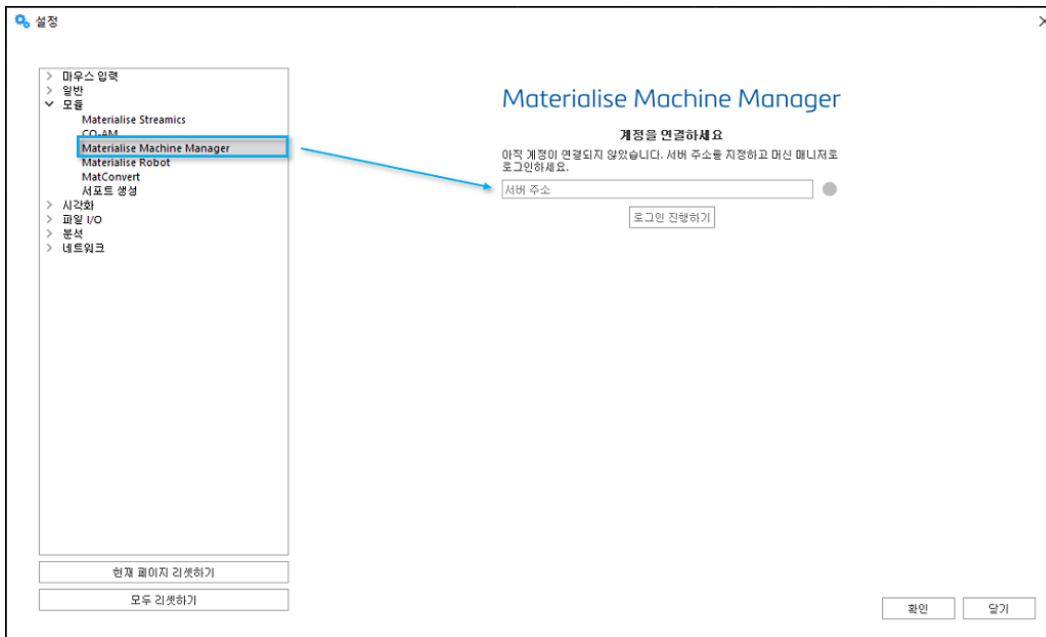 설정
마우스 입력
일반
모듈
Materialise Streamics
CO-AM
Materialise Machine Manager
Materialise Robot
MatConvert
서포트 생성
시각화
파일 I/O
분석
네트워크
현재 페이지 리셋하기
모두 리셋하기
Materialise Machine Manager
계정을 연결하세요
아직 계정이 연결되지 않았습니다. 서버 주소를 지정하고 머신 매니저로
로그인하세요.
서버 주소
로그인 진행하기
확인
닫기